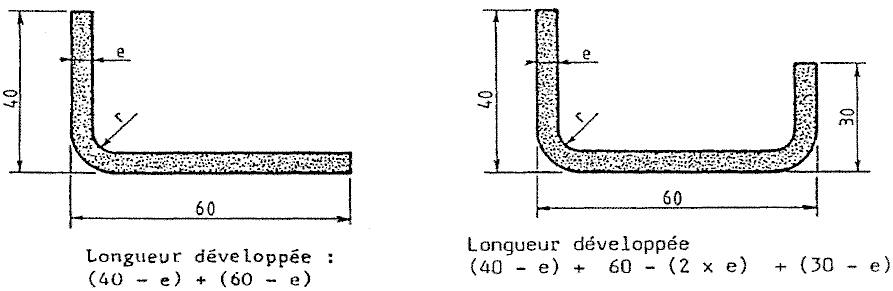 40
e
r
60
Longueur développée :
(40 - e) + (60 - e)
40
e
r
30
60
Longueur développée
(40 - e) + 60 - (2 x e) + (30 - e)